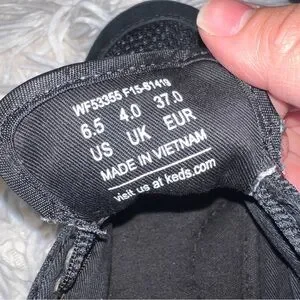 WF53355 F15-S1419
6.5 4.0 37.0
US UK EUR
MADE IN VIETNAM
visit us at keds.com